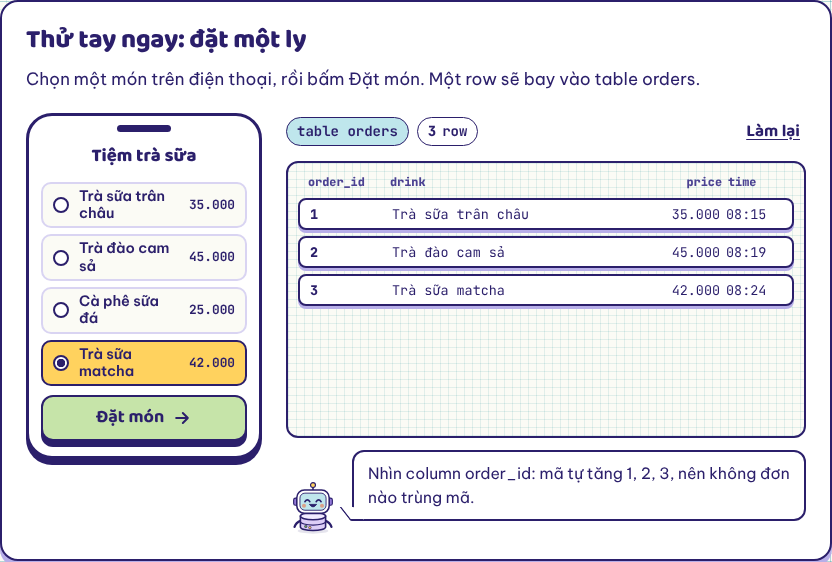 Thử tay ngay: đặt một ly
Chọn một món trên điện thoại, rồi bấm Đặt món. Một row sẽ bay vào table orders.
Tiệm trà sữa
Trà sữa trân
châu
35.000
Trà đào cam
sả
45.000
Cà phê sữa
đá
25.000
Trà sữa
matcha
42.000
Đặt món →
table orders
3 row
Làm lại
order_id drink price time
1 Trà sữa trân châu 35.000 08:15
2 Trà đào cam sả 45.000 08:19
3 Trà sữa matcha 42.000 08:24
Nhìn column order_id: mã tự tăng 1, 2, 3, nên không đơn
nào trùng mã.